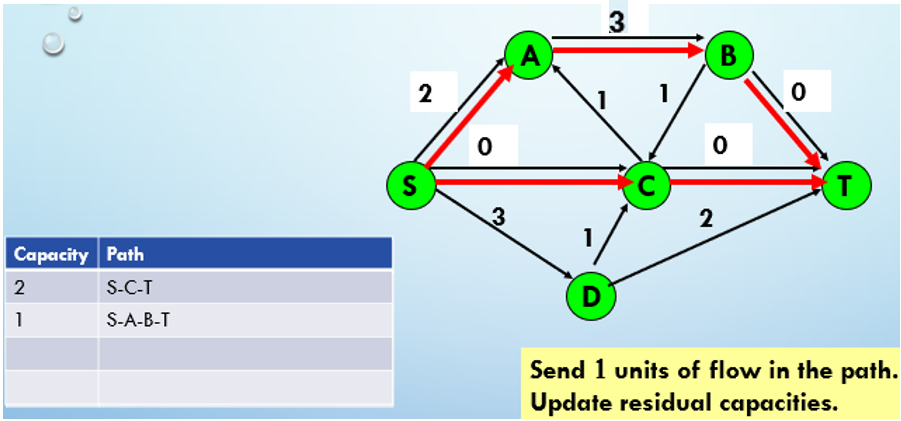 3
A
B
2
1
1
0
0
0
S
C
T
3
1
2
D
Capacity Path
2 S-C-T
1 S-A-B-T
Send 1 units of flow in the path.
Update residual capacities.